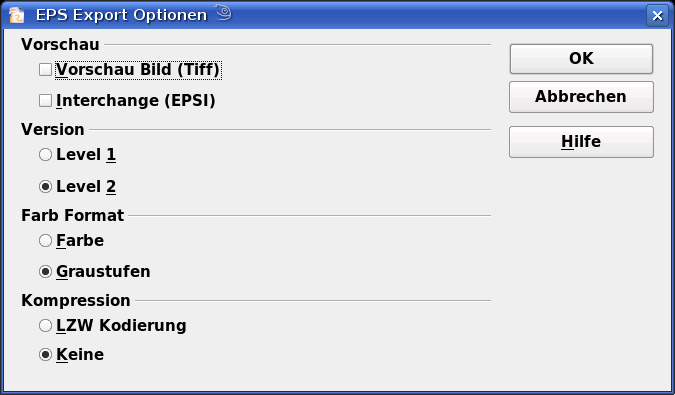 EPS Export Optionen
Vorschau
Vorschau Bild (Tiff)
Interchange (EPSI)
Version
Level 1
Level 2
Farb Format
Farbe
Graustufen
Kompression
LZW Kodierung
Keine
OK
Abbrechen
Hilfe